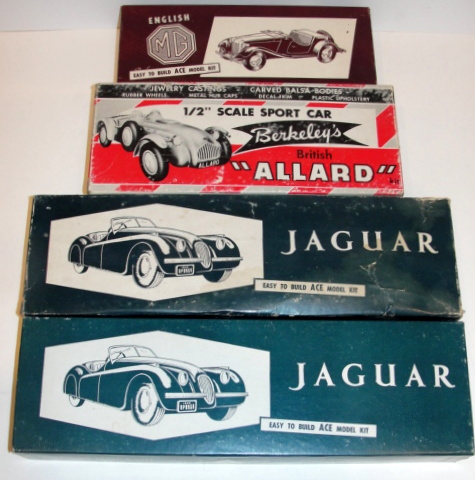 ENGLISH
MG
EASY TO BUILD ACE MODEL KIT
JEWELRY CASTINGS CARVED BALSA BODIES
RUBBER WHEELS METAL HUB CAPS DECAL TRIM PLASTIC UPHOLSTERY
1/2" SCALE SPORT CAR
Berkeley's
British
"ALLARD"
kit
ALLARD
JAGUAR
EASY TO BUILD ACE MODEL KIT
JAGUAR
EASY TO BUILD ACE MODEL KIT